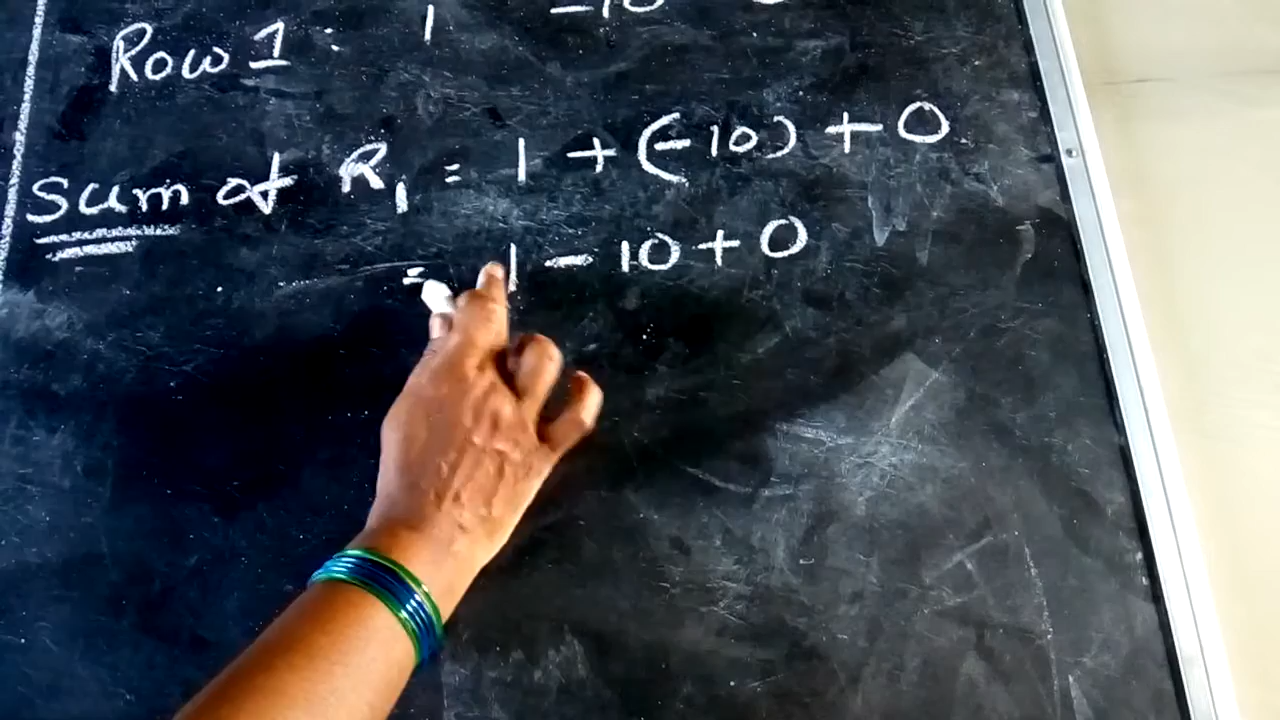 Row 1 : 1 -10
Sum of R₁ = 1 + (-10) + 0
= 1 - 10 + 0